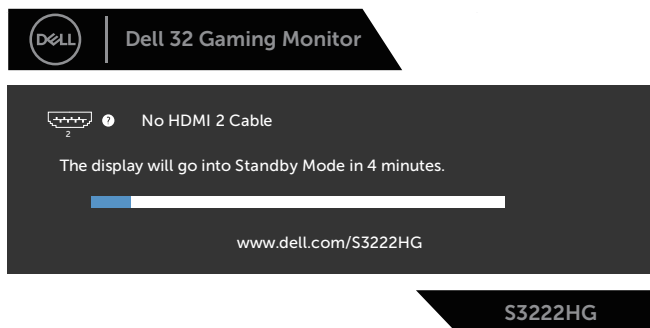 DELL
Dell 32 Gaming Monitor
? No HDMI 2 Cable
2
The display will go into Standby Mode in 4 minutes.
www.dell.com/S3222HG
S3222HG